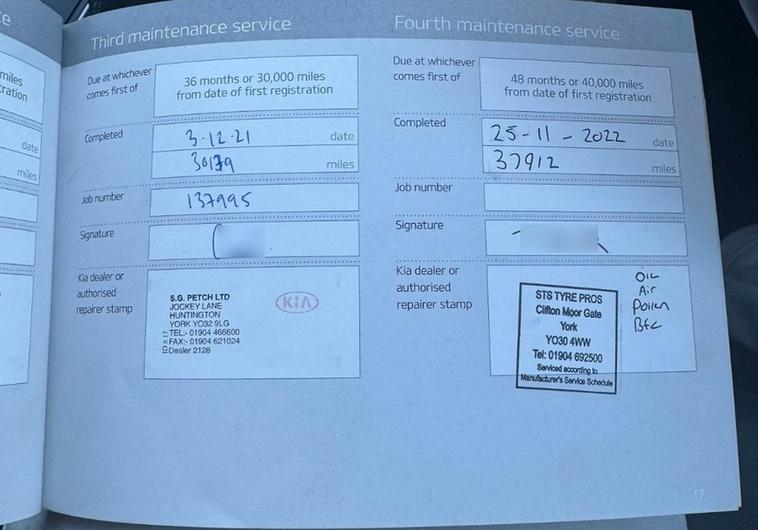 ce
miles
tration
date
miles
Third maintenance service
Due at whichever
comes first of
36 months or 30,000 miles
from date of first registration
Completed
3-12-21 date
30179 miles
Job number
137995
Signature
Kia dealer or
authorised
repairer stamp
S.G. PETCH LTD
JOCKEY LANE
HUNTINGTON
YORK YO32 9LG
TEL:- 01904 466600
FAX:- 01904 621024
Dealer 2128
KIA
Fourth maintenance service
Due at whichever
comes first of
48 months or 40,000 miles
from date of first registration
Completed
25-11-2022 date
37912 miles
Job number
Signature
Kia dealer or
authorised
repairer stamp
STS TYRE PROS
Clifton Moor Gate
York
YO30 4WW
Tel: 01904 692500
Serviced according to
Manufacturer's Service Schedule
OIL
Air
Pollen
Bfc
17